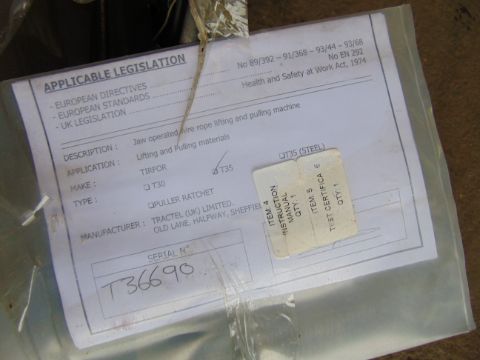 APPLICABLE LEGISLATION
- EUROPEAN DIRECTIVES No 89/392 – 91/368 – 93/44 – 93/68
- EUROPEAN STANDARDS No EN 292
- UK LEGISLATION Health and Safety at Work Act, 1974
DESCRIPTION : Jaw operated wire rope lifting and pulling machine
APPLICATION : Lifting and Pulling materials
MAKE : TIRFOR
TYPE : ❑T30 ❑T35 ❑T35 (STEEL)
❑PULLER RATCHET
MANUFACTURER : TRACTEL (UK) LIMITED.
OLD LANE, HALFWAY, SHEFFIELD
SERIAL Nº
T36690
ITEM: 4
INSTRUCTION
MANUAL
QTY: 1
ITEM: 5
TEST CERTIFICATE
QTY: